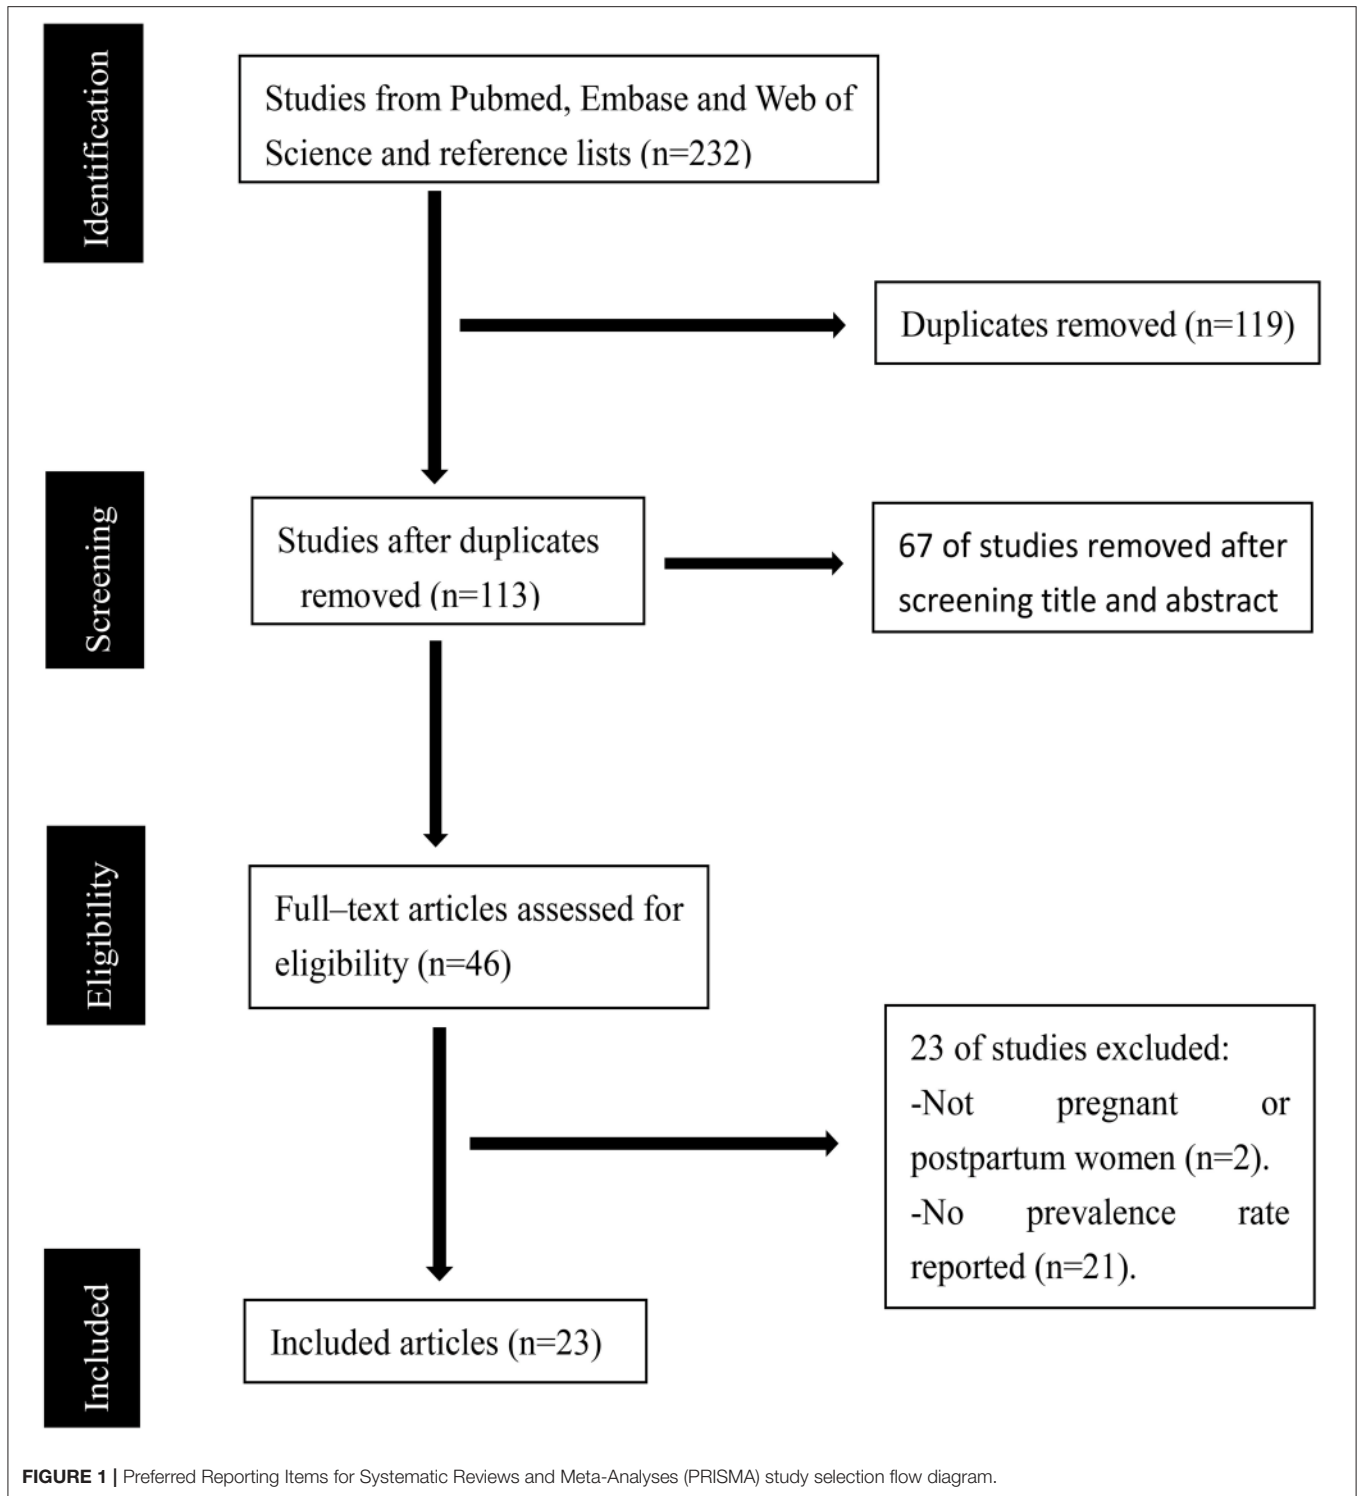 Identification
Studies from Pubmed, Embase and Web of
Science and reference lists (n=232)
Duplicates removed (n=119)
Screening
Studies after duplicates
removed (n=113)
67 of studies removed after
screening title and abstract
Eligibility
Full–text articles assessed for
eligibility (n=46)
23 of studies excluded:
-Not pregnant or
postpartum women (n=2).
-No prevalence rate
reported (n=21).
Included
Included articles (n=23)
FIGURE 1 | Preferred Reporting Items for Systematic Reviews and Meta-Analyses (PRISMA) study selection flow diagram.